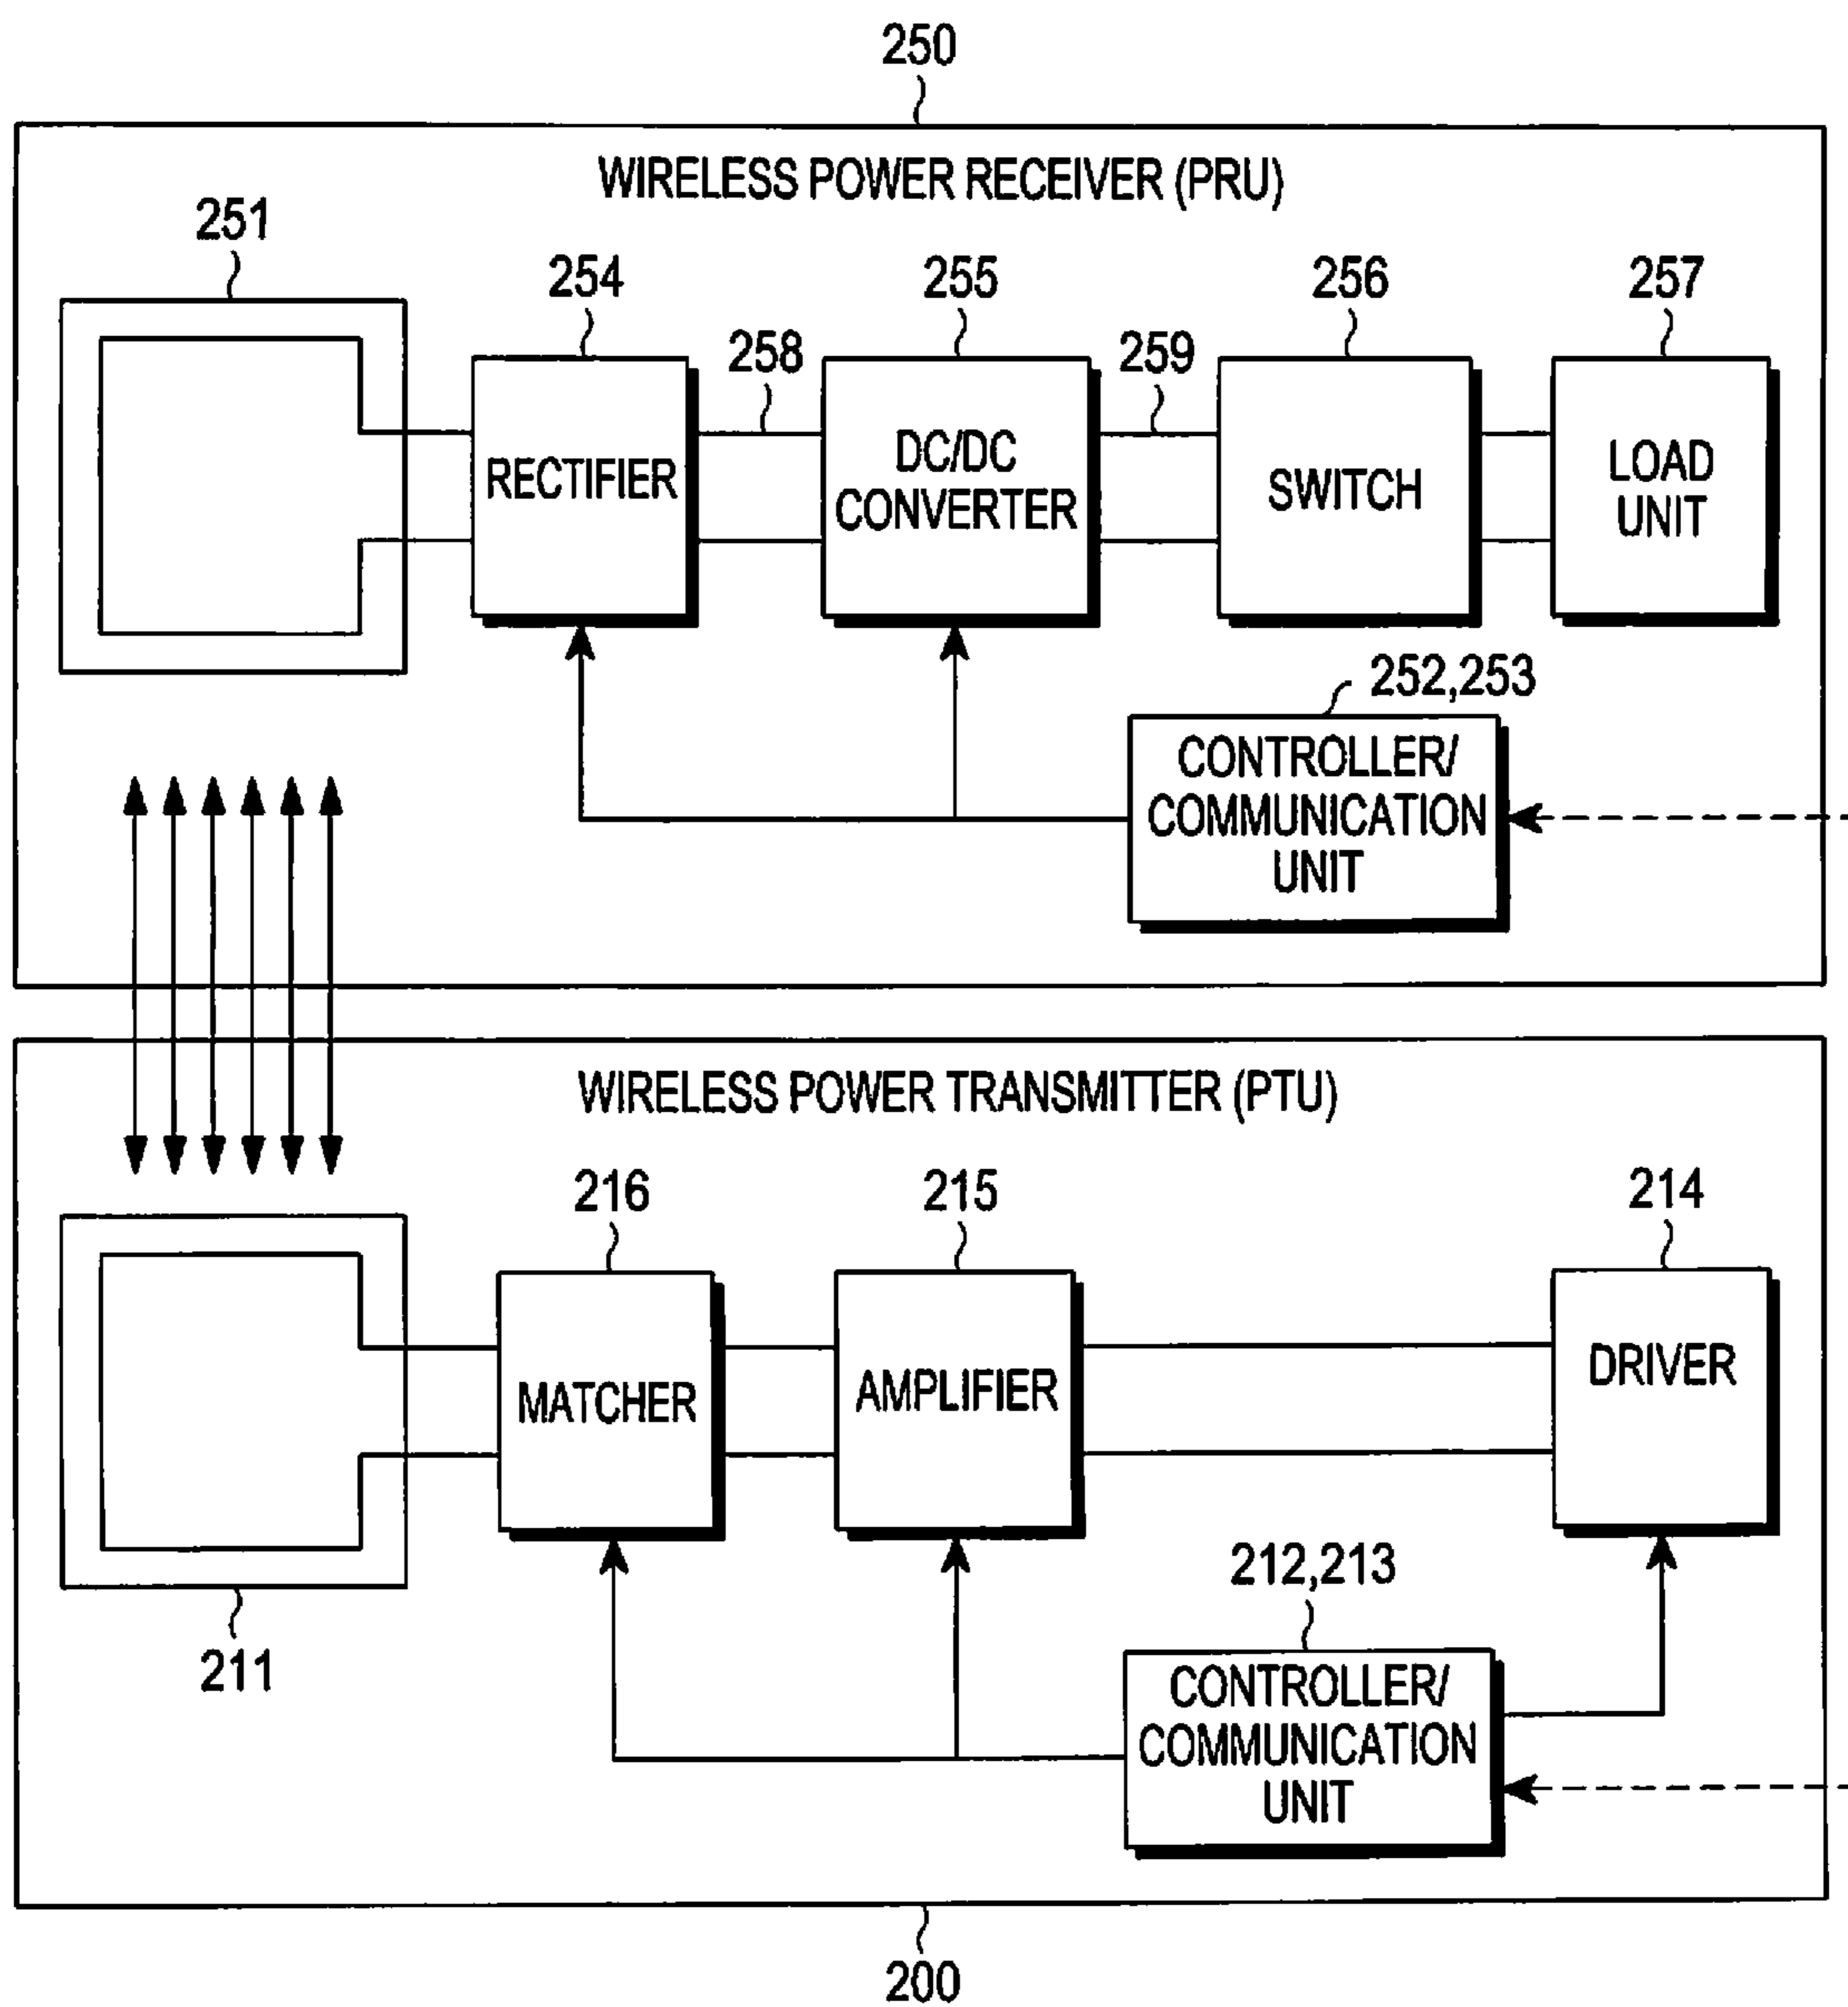 250
WIRELESS POWER RECEIVER (PRU)
251
254
255
256
257
258
259
RECTIFIER
DC/DC
CONVERTER
SWITCH
LOAD
UNIT
252,253
CONTROLLER/
COMMUNICATION
UNIT
WIRELESS POWER TRANSMITTER (PTU)
216
215
214
MATCHER
AMPLIFIER
DRIVER
212,213
211
CONTROLLER/
COMMUNICATION
UNIT
200